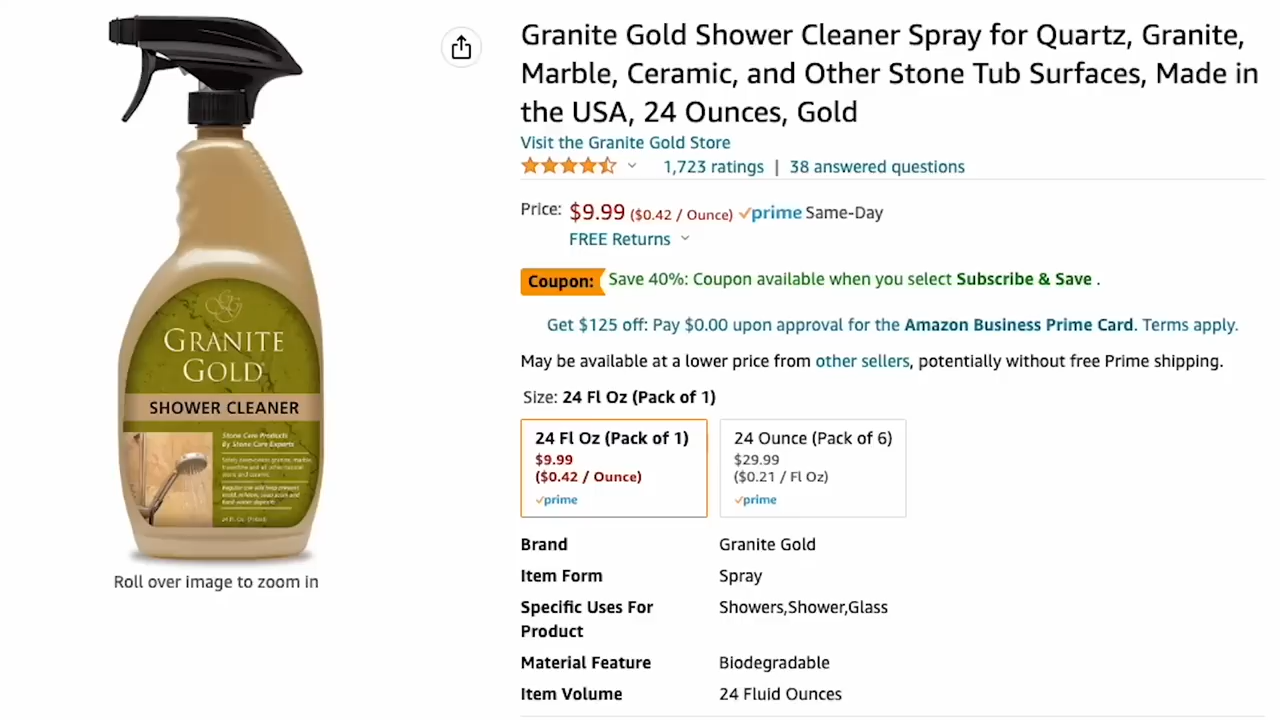 Granite Gold Shower Cleaner Spray for Quartz, Granite,
Marble, Ceramic, and Other Stone Tub Surfaces, Made in
the USA, 24 Ounces, Gold
Visit the Granite Gold Store
1,723 ratings | 38 answered questions
Price: $9.99 ($0.42 / Ounce) prime Same-Day
FREE Returns
Coupon: Save 40%: Coupon available when you select Subscribe & Save .
Get $125 off: Pay $0.00 upon approval for the Amazon Business Prime Card. Terms apply.
May be available at a lower price from other sellers, potentially without free Prime shipping.
Size: 24 Fl Oz (Pack of 1)
24 Fl Oz (Pack of 1)
$9.99
($0.42 / Ounce)
prime
24 Ounce (Pack of 6)
$29.99
($0.21 / Fl Oz)
prime
Brand Granite Gold
Item Form Spray
Specific Uses For Showers,Shower,Glass
Product
Material Feature Biodegradable
Item Volume 24 Fluid Ounces
GRANITE
GOLD
SHOWER CLEANER
Stone Care Products
By Stone Care Experts
Roll over image to zoom in